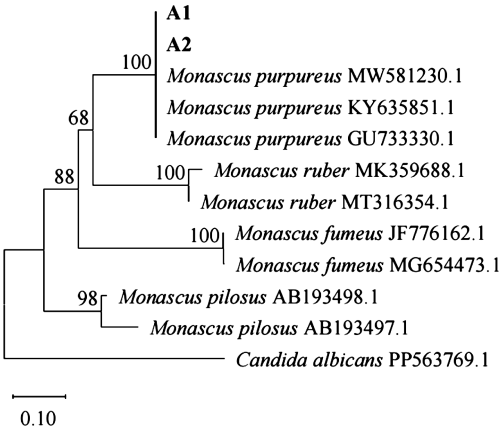 A1
A2
100
Monascus purpureus MW581230.1
Monascus purpureus KY635851.1
68
Monascus purpureus GU733330.1
100 Monascus ruber MK359688.1
88
Monascus ruber MT316354.1
100 Monascus fumeus JF776162.1
Monascus fumeus MG654473.1
98 Monascus pilosus AB193498.1
Monascus pilosus AB193497.1
Candida albicans PP563769.1
0.10